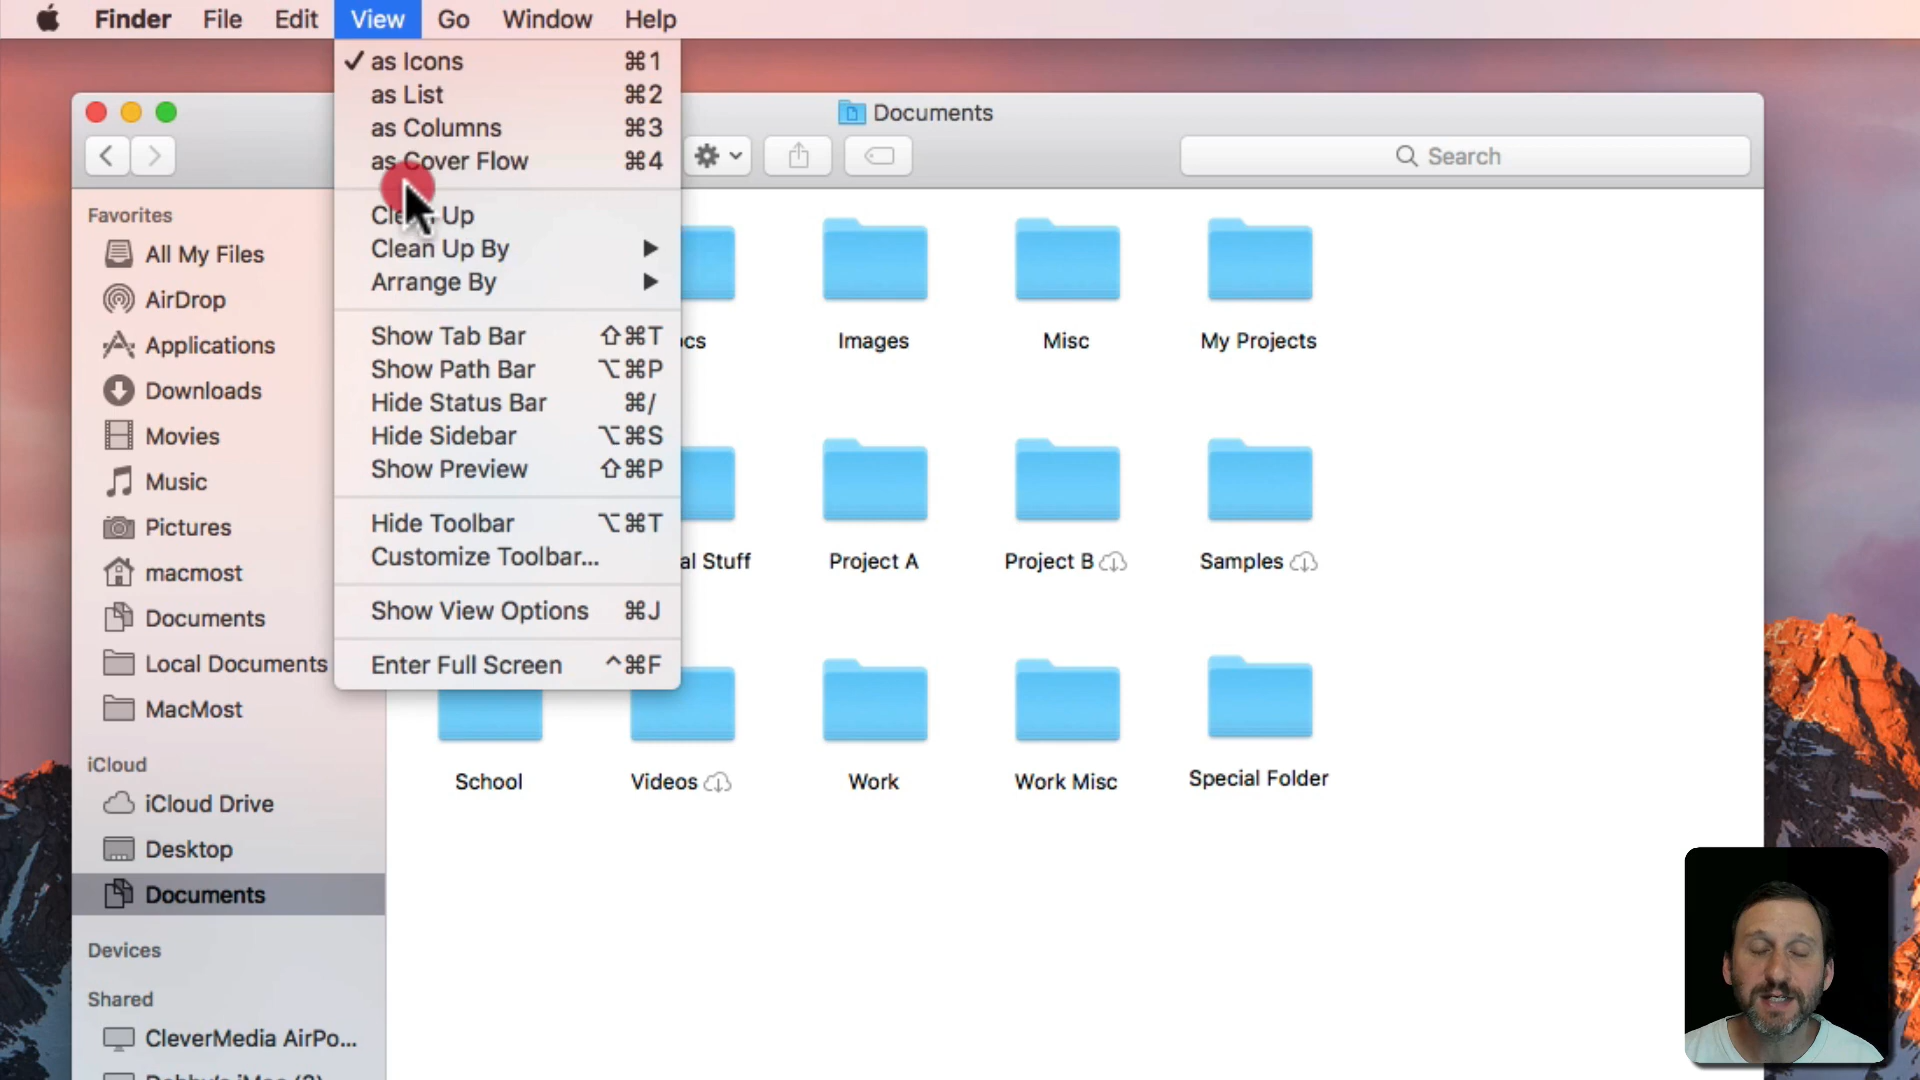 Finder File Edit View Go Window Help
✓ as Icons ⌘1
as List ⌘2
as Columns ⌘3
as Cover Flow ⌘4
Clean Up
Clean Up By ▶
Arrange By ▶
Show Tab Bar ⇧⌘T
Show Path Bar ⌥⌘P
Hide Status Bar ⌘/
Hide Sidebar ⌥⌘S
Show Preview ⇧⌘P
Hide Toolbar ⌥⌘T
Customize Toolbar...
Show View Options ⌘J
Enter Full Screen ^⌘F
Documents
Search
Favorites
All My Files
AirDrop
Applications
Downloads
Movies
Music
Pictures
macmost
Documents
Local Documents
MacMost
iCloud
iCloud Drive
Desktop
Documents
Devices
Shared
CleverMedia AirPo...
ocs Images Misc My Projects
al Stuff Project A Project B Samples
School Videos Work Work Misc Special Folder